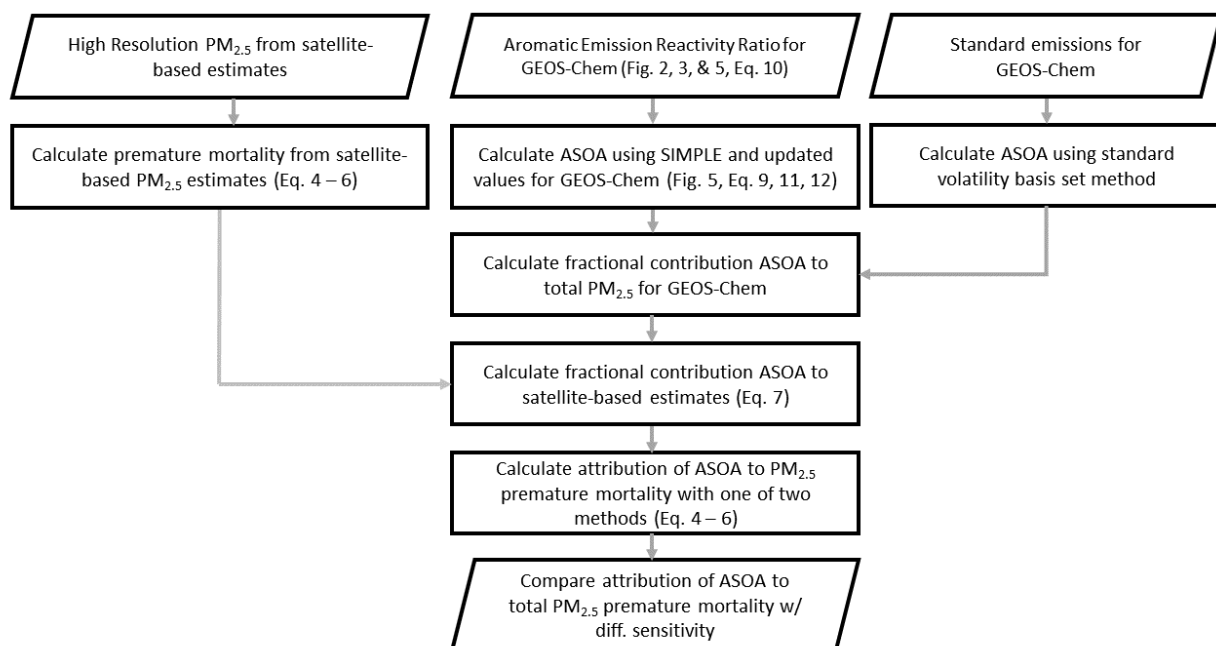 High Resolution PM2.5 from satellite-
based estimates
Aromatic Emission Reactivity Ratio for
GEOS-Chem (Fig. 2, 3, & 5, Eq. 10)
Standard emissions for
GEOS-Chem
Calculate premature mortality from satellite-
based PM2.5 estimates (Eq. 4 – 6)
Calculate ASOA using SIMPLE and updated
values for GEOS-Chem (Fig. 5, Eq. 9, 11, 12)
Calculate ASOA using standard
volatility basis set method
Calculate fractional contribution ASOA to
total PM2.5 for GEOS-Chem
Calculate fractional contribution ASOA to
satellite-based estimates (Eq. 7)
Calculate attribution of ASOA to PM2.5
premature mortality with one of two
methods (Eq. 4 – 6)
Compare attribution of ASOA to
total PM2.5 premature mortality w/
diff. sensitivity